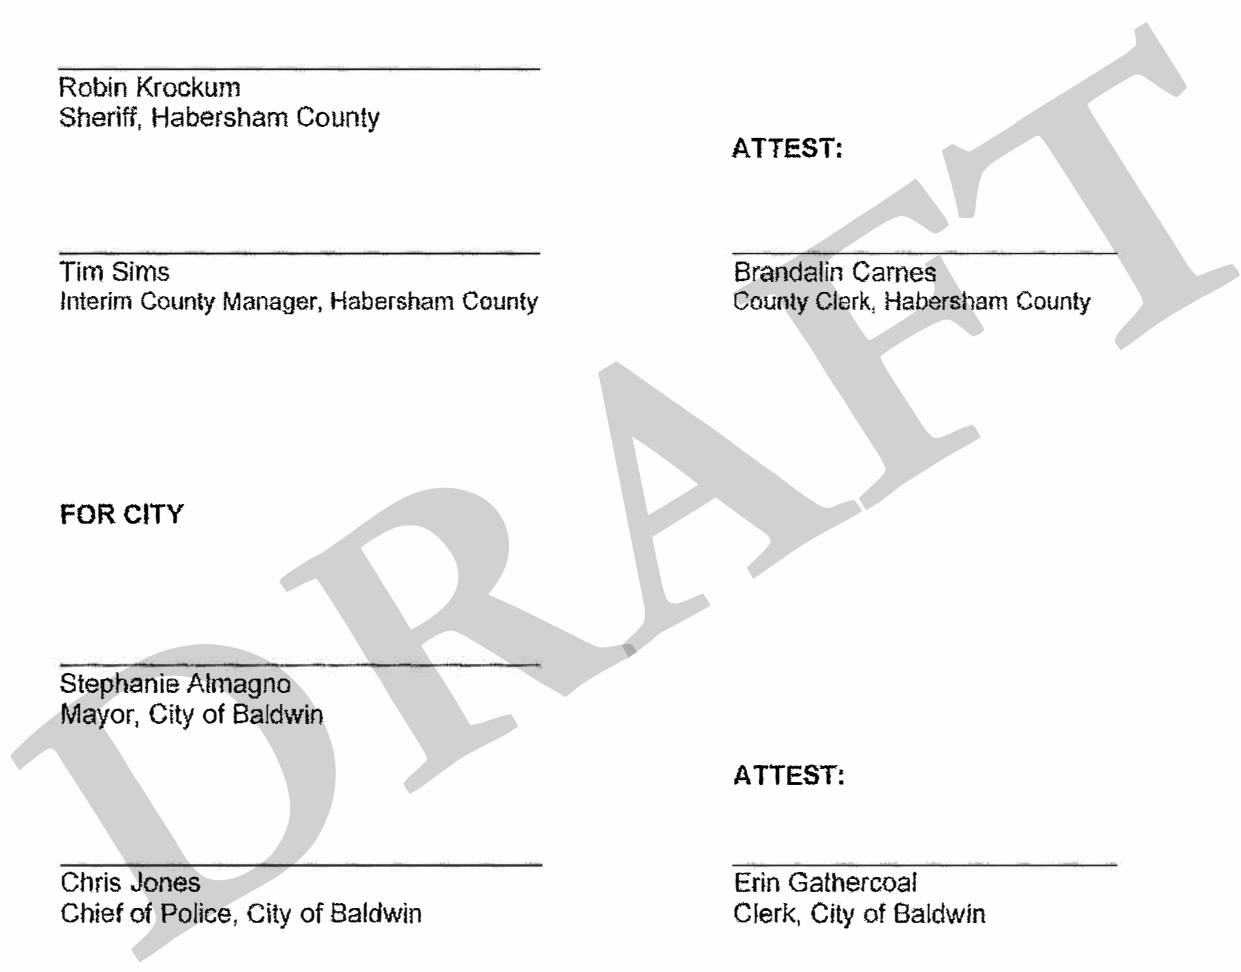 Robin Krockum
Sheriff, Habersham County
ATTEST:
Tim Sims
Interim County Manager, Habersham County
Brandalin Carnes
County Clerk, Habersham County
FOR CITY
Stephanie Almagno
Mayor, City of Baldwin
ATTEST:
Chris Jones
Chief of Police, City of Baldwin
Erin Gathercoal
Clerk, City of Baldwin
DRAFT